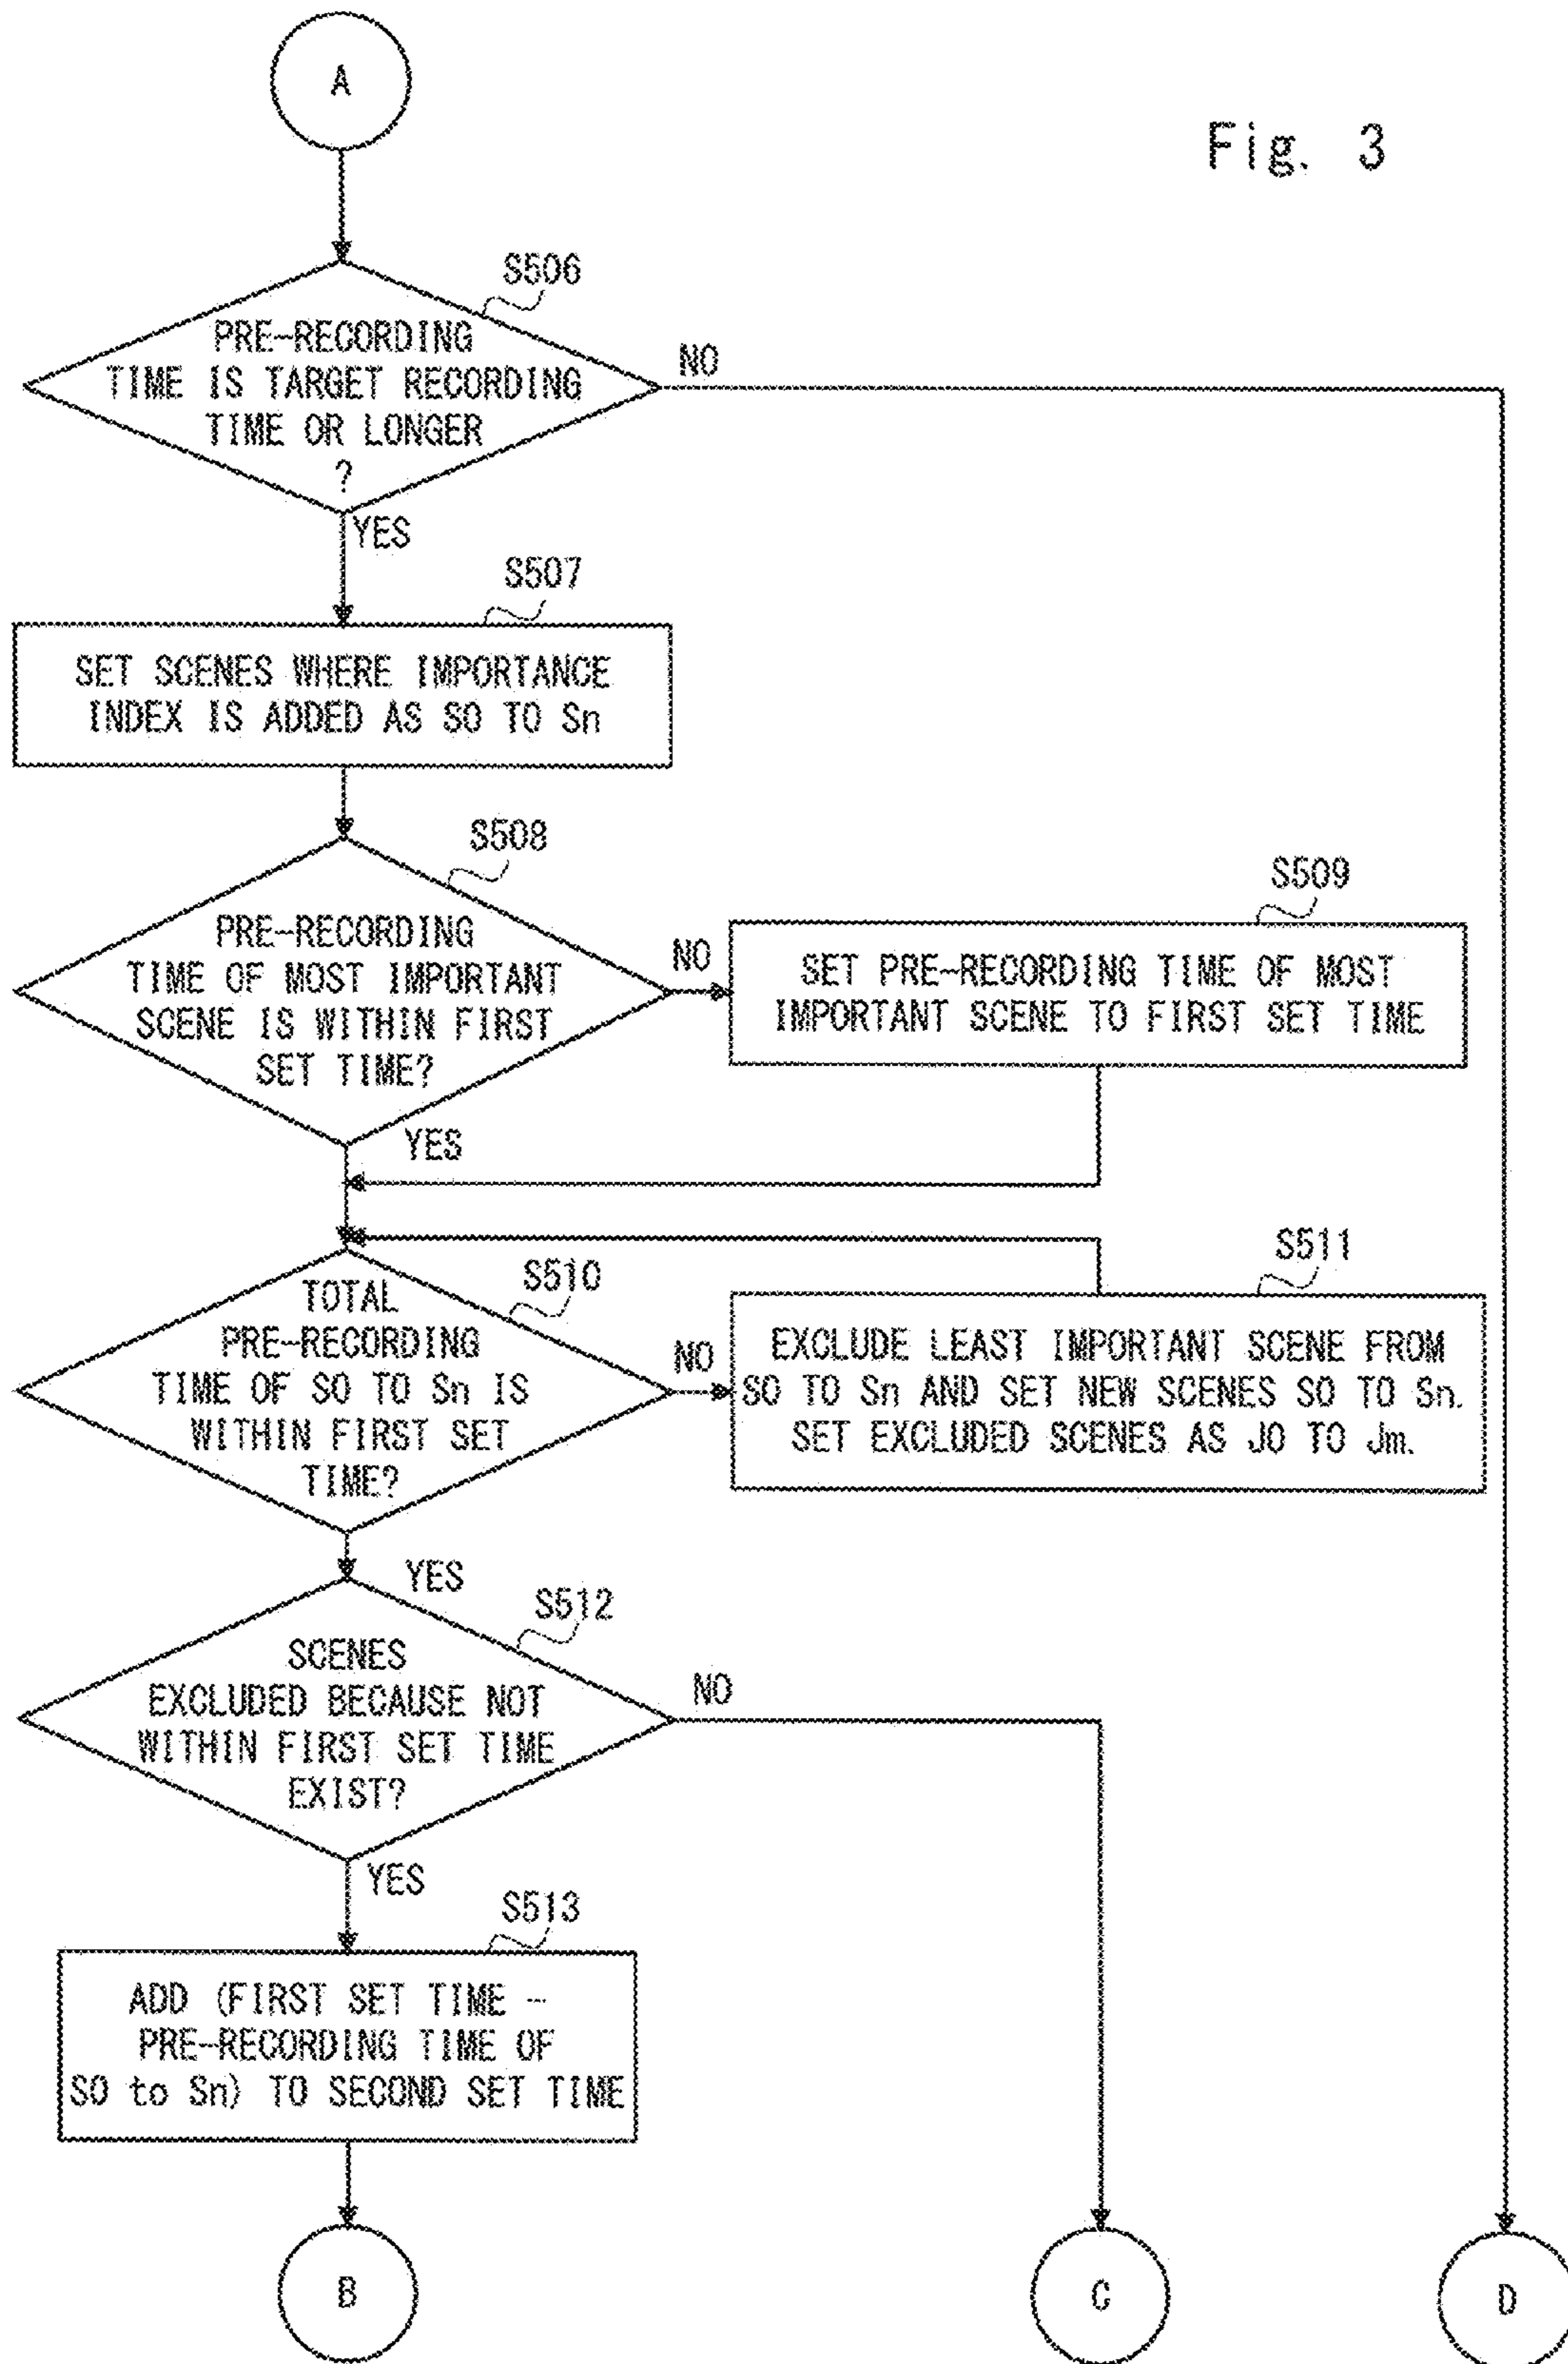 A
Fig. 3
S506
PRE-RECORDING
TIME IS TARGET RECORDING
TIME OR LONGER
?
NO
YES
S507
SET SCENES WHERE IMPORTANCE
INDEX IS ADDED AS S0 TO Sn
S508
PRE-RECORDING
TIME OF MOST IMPORTANT
SCENE IS WITHIN FIRST
SET TIME?
NO
YES
S509
SET PRE-RECORDING TIME OF MOST
IMPORTANT SCENE TO FIRST SET TIME
S510
TOTAL
PRE-RECORDING
TIME OF S0 TO Sn IS
WITHIN FIRST SET
TIME?
NO
YES
S511
EXCLUDE LEAST IMPORTANT SCENE FROM
S0 TO Sn AND SET NEW SCENES S0 TO Sn.
SET EXCLUDED SCENES AS J0 TO Jm.
S512
SCENES
EXCLUDED BECAUSE NOT
WITHIN FIRST SET TIME
EXIST?
NO
YES
S513
ADD (FIRST SET TIME -
PRE-RECORDING TIME OF
S0 to Sn) TO SECOND SET TIME
B
C
D